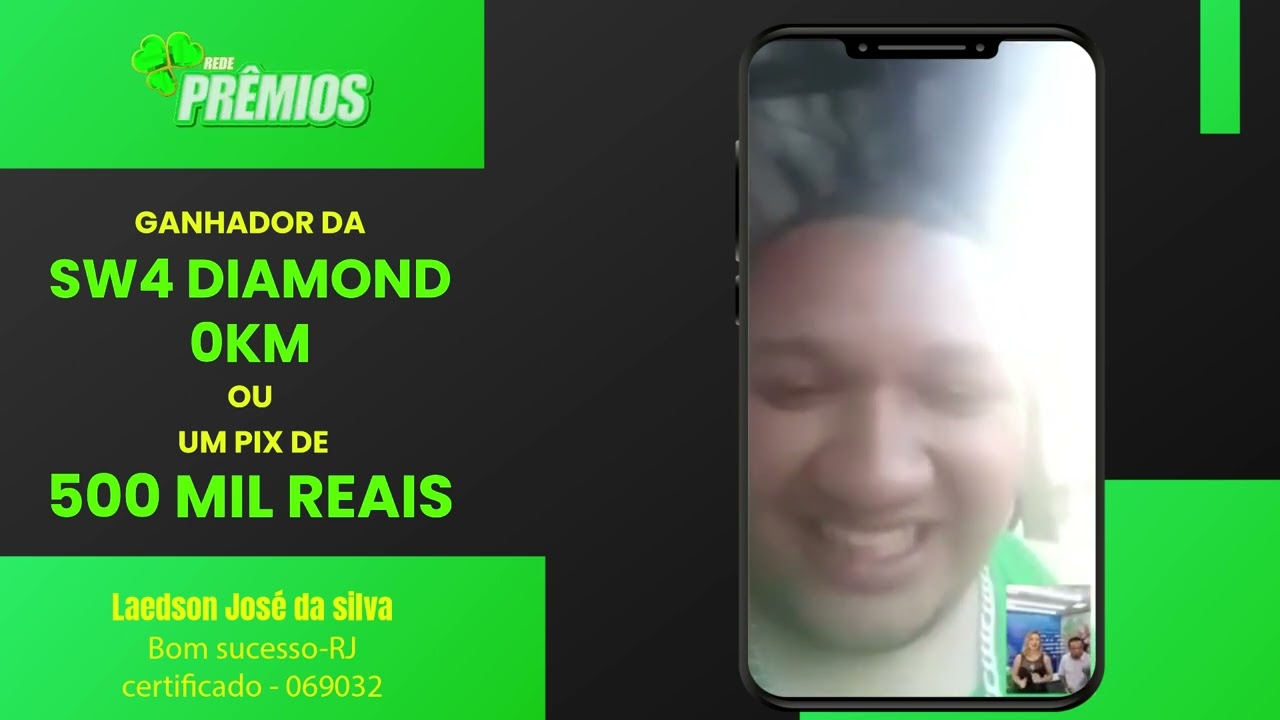 REDE
PRÊMIOS
GANHADOR DA
SW4 DIAMOND
0KM
OU
UM PIX DE
500 MIL REAIS
Laedson José da silva
Bom sucesso-RJ
certificado - 069032